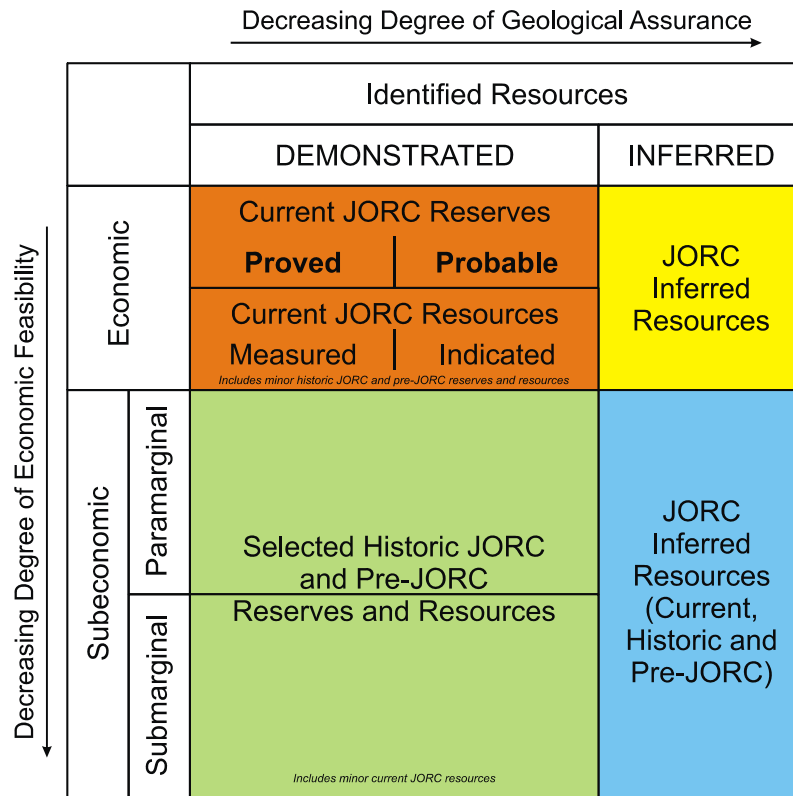 Decreasing Degree of Geological Assurance
Identified Resources
DEMONSTRATED
INFERRED
Decreasing Degree of Economic Feasibility
Economic
Current JORC Reserves
Proved
Probable
Current JORC Resources
Measured
Indicated
Includes minor historic JORC and pre-JORC reserves and resources
JORC
Inferred
Resources
Subeconomic
Paramarginal
Submarginal
Selected Historic JORC
and Pre-JORC
Reserves and Resources
Includes minor current JORC resources
JORC
Inferred
Resources
(Current,
Historic and
Pre-JORC)